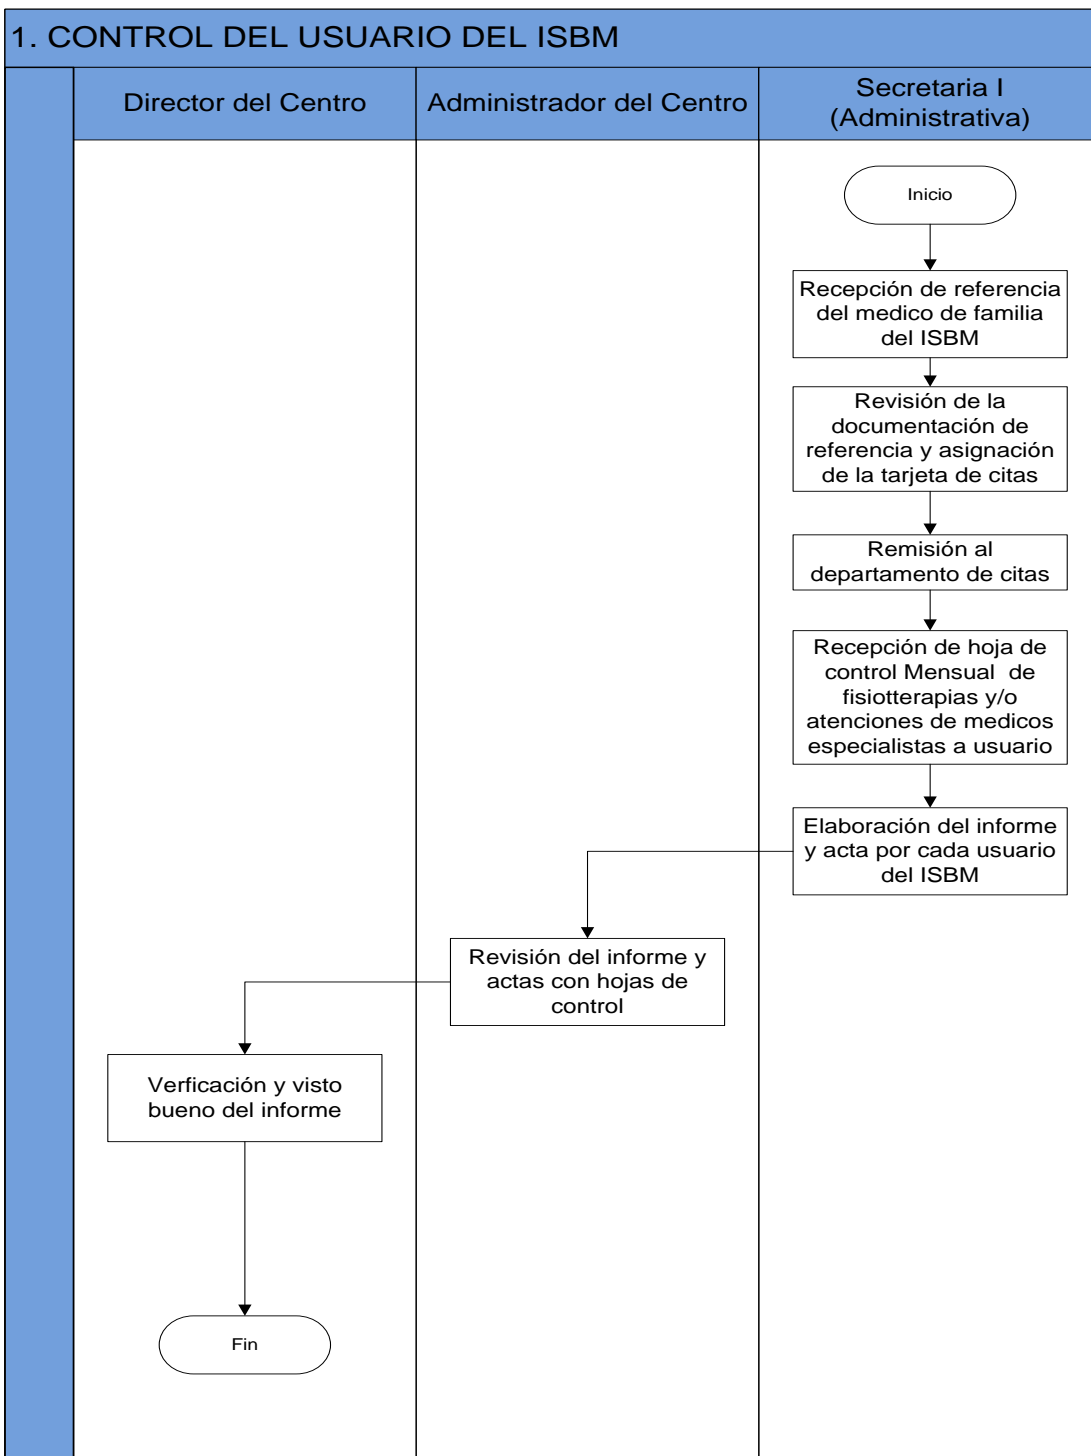 1. CONTROL DEL USUARIO DEL ISBM
Director del Centro
Administrador del Centro
Secretaria I
(Administrativa)
Inicio
Recepción de referencia
del medico de familia
del ISBM
Revisión de la
documentación de
referencia y asignación
de la tarjeta de citas
Remisión al
departamento de citas
Recepción de hoja de
control Mensual de
fisiotterapias y/o
atenciones de medicos
especialistas a usuario
Elaboración del informe
y acta por cada usuario
del ISBM
Revisión del informe y
actas con hojas de
control
Verficación y visto
bueno del informe
Fin